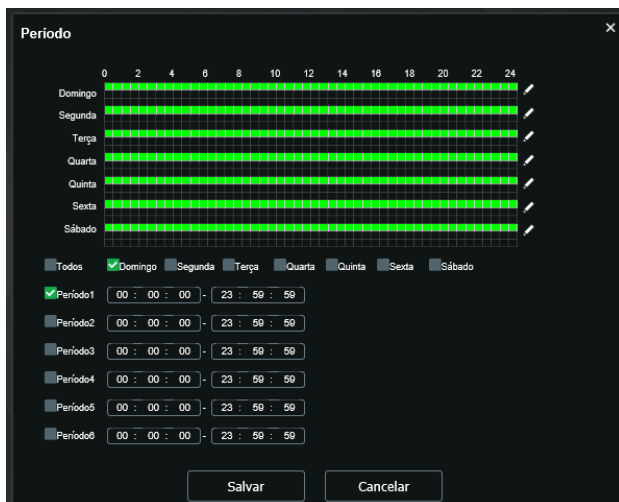 Período
0 2 4 6 8 10 12 14 16 18 20 22 24
Domingo
Segunda
Terça
Quarta
Quinta
Sexta
Sábado
Todos Domingo Segunda Terça Quarta Quinta Sexta Sábado
Período1 00 : 00 : 00 - 23 : 59 : 59
Período2 00 : 00 : 00 - 23 : 59 : 59
Período3 00 : 00 : 00 - 23 : 59 : 59
Período4 00 : 00 : 00 - 23 : 59 : 59
Período5 00 : 00 : 00 - 23 : 59 : 59
Período6 00 : 00 : 00 - 23 : 59 : 59
Salvar Cancelar